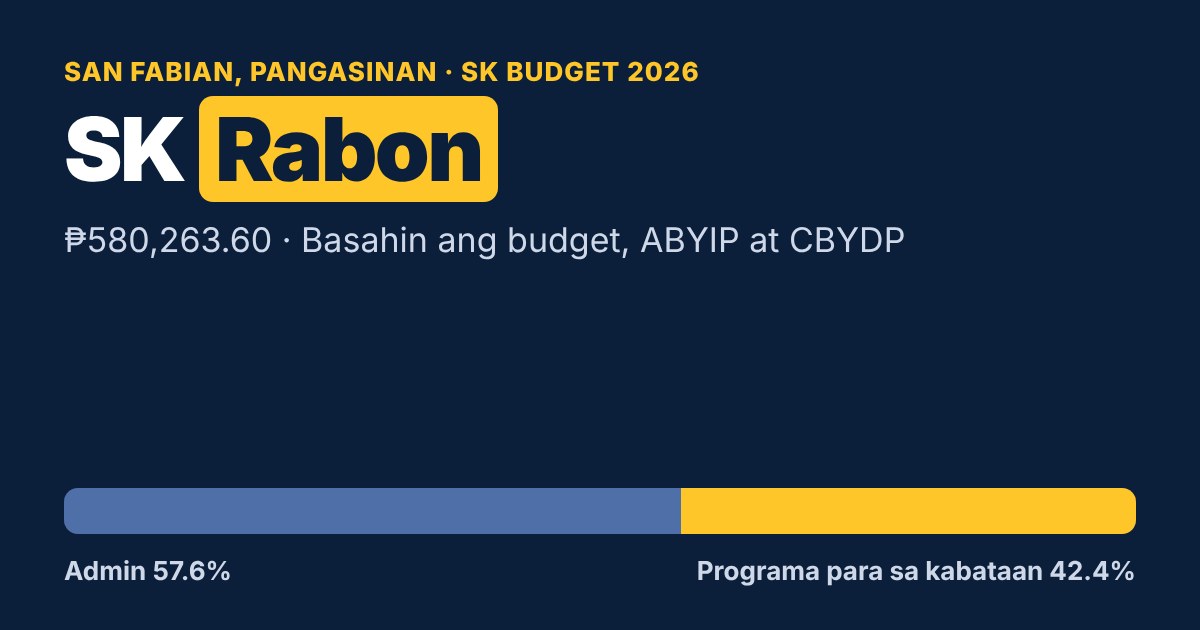 SAN FABIAN, PANGASINAN · SK BUDGET 2026
SK Rabon
₱580,263.60 · Basahin ang budget, ABYIP at CBYDP
Admin 57.6%
Programa para sa kabataan 42.4%